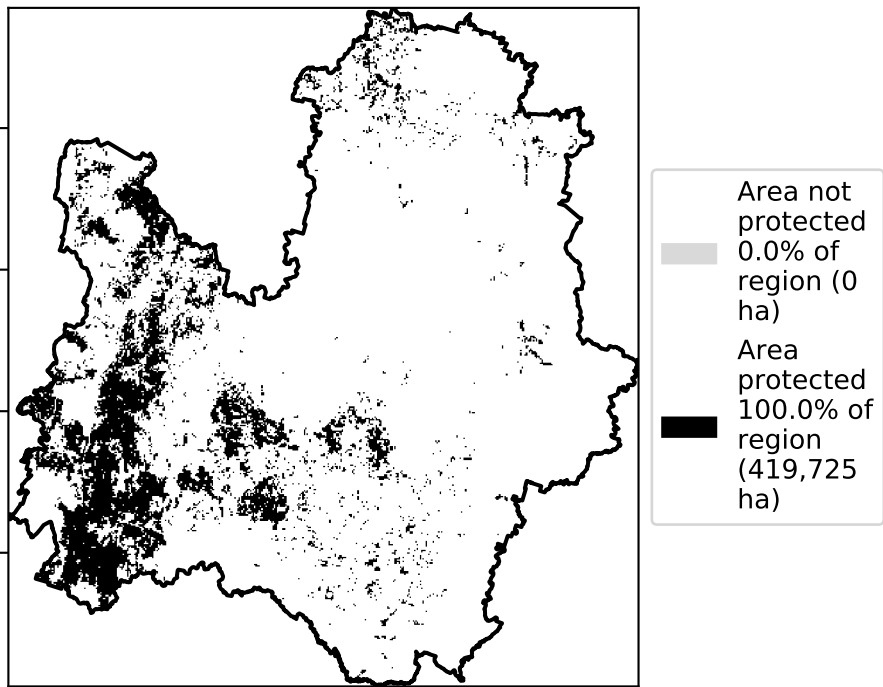 Area not
protected
0.0% of
region (0
ha)
Area
protected
100.0% of
region
(419,725
ha)